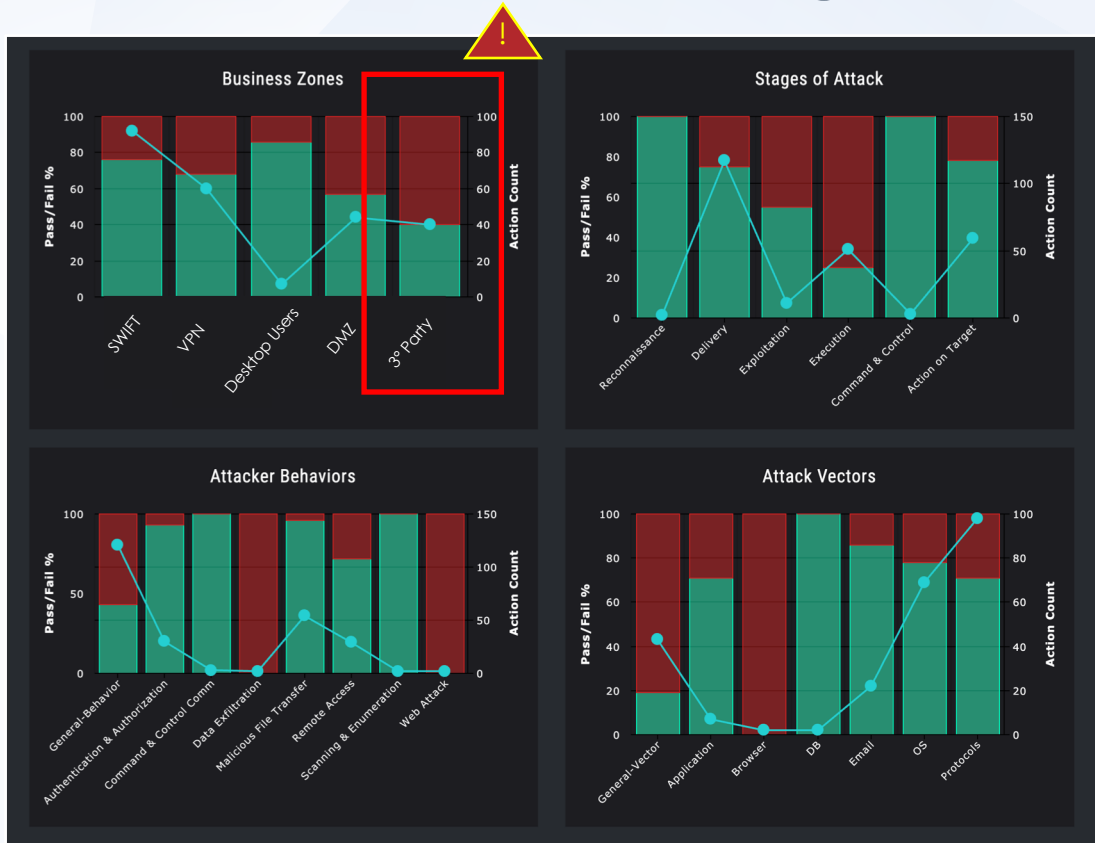 !
Business Zones
Pass/Fail %
100
80
60
40
20
0
100
80
60
40
20
0
Action Count
SWIFT
VPN
Desktop Users
DMZ
3º Party
Stages of Attack
Pass/Fail %
100
80
60
40
20
0
150
100
50
0
Action Count
Reconnaissance
Delivery
Exploitation
Execution
Command & Control
Action on Target
Attacker Behaviors
Pass/Fail %
100
50
0
150
100
50
0
Action Count
General-Behavior
Authentication & Authorization
Command & Control Comm
Data Exfiltration
Malicious File Transfer
Remote Access
Scanning & Enumeration
Web Attack
Attack Vectors
Pass/Fail %
100
80
60
40
20
0
100
80
60
40
20
0
Action Count
General-Vector
Application
Browser
DB
Email
OS
Protocols